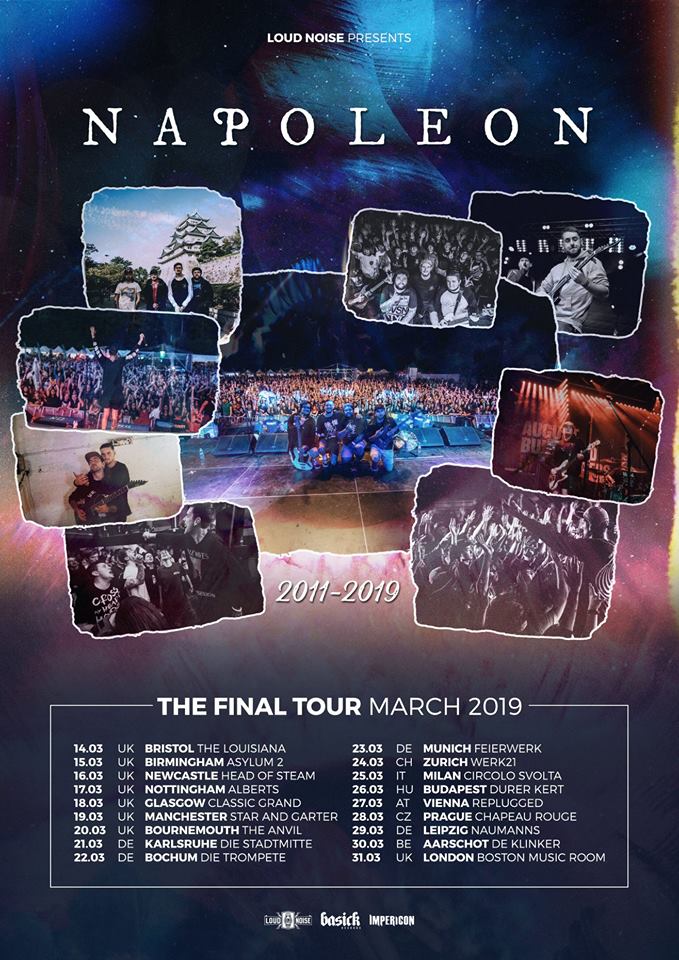 LOUD NOISE PRESENTS
NAPOLEON
2011-2019
THE FINAL TOUR MARCH 2019
14.03 UK BRISTOL THE LOUISIANA
15.03 UK BIRMINGHAM ASYLUM 2
16.03 UK NEWCASTLE HEAD OF STEAM
17.03 UK NOTTINGHAM ALBERTS
18.03 UK GLASGOW CLASSIC GRAND
19.03 UK MANCHESTER STAR AND GARTER
20.03 UK BOURNEMOUTH THE ANVIL
21.03 DE KARLSRUHE DIE STADTMITTE
22.03 DE BOCHUM DIE TROMPETE
23.03 DE MUNICH FEIERWERK
24.03 CH ZURICH WERK21
25.03 IT MILAN CIRCOLO SVOLTA
26.03 HU BUDAPEST DURER KERT
27.03 AT VIENNA REPLUGGED
28.03 CZ PRAGUE CHAPEAU ROUGE
29.03 DE LEIPZIG NAUMANNS
30.03 BE AARSCHOT DE KLINKER
31.03 UK LONDON BOSTON MUSIC ROOM
LOUD NOISE basick RECORDS IMPERICON